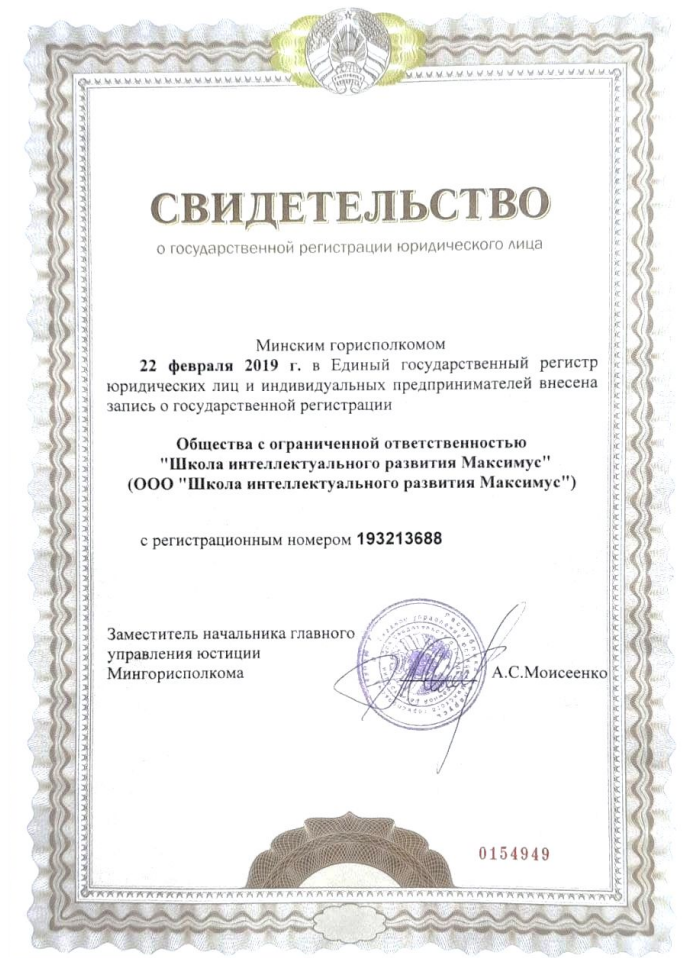 СВИДЕТЕЛЬСТВО
о государственной регистрации юридического лица
Минским горисполкомом
22 февраля 2019 г. в Единый государственный регистр
юридических лиц и индивидуальных предпринимателей внесена
запись о государственной регистрации
Общества с ограниченной ответственностью
"Школа интеллектуального развития Максимус"
(ООО "Школа интеллектуального развития Максимус")
с регистрационным номером 193213688
Заместитель начальника главного
управления юстиции
Мингорисполкома
А.С.Моисеенко
0154949